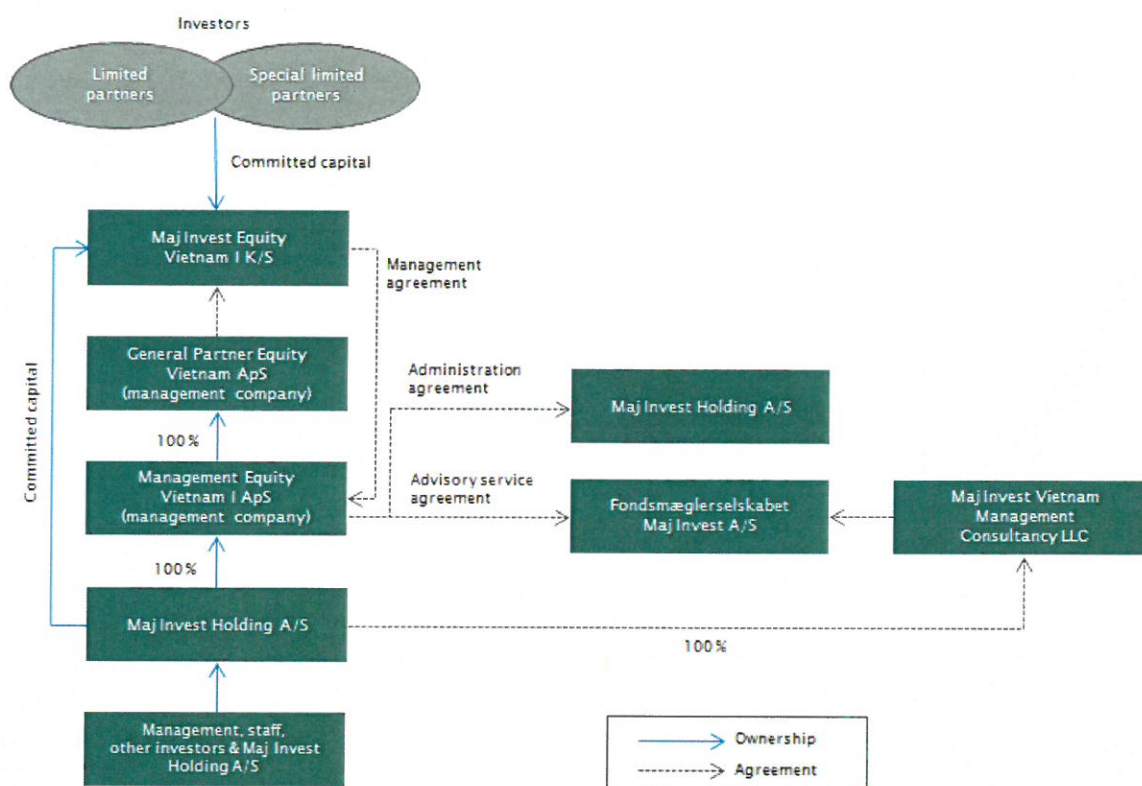 Investors
Limited
partners
Special limited
partners
Committed capital
Maj Invest Equity
Vietnam I K/S
Management
agreement
Committed capital
General Partner Equity
Vietnam ApS
(management company)
Administration
agreement
Maj Invest Holding A/S
100%
Management Equity
Vietnam I ApS
(management company)
Advisory service
agreement
Fondsmæglerselskabet
Maj Invest A/S
Maj Invest Vietnam
Management
Consultancy LLC
100%
Maj Invest Holding A/S
100%
Management, staff,
other investors & Maj Invest
Holding A/S
Ownership
Agreement